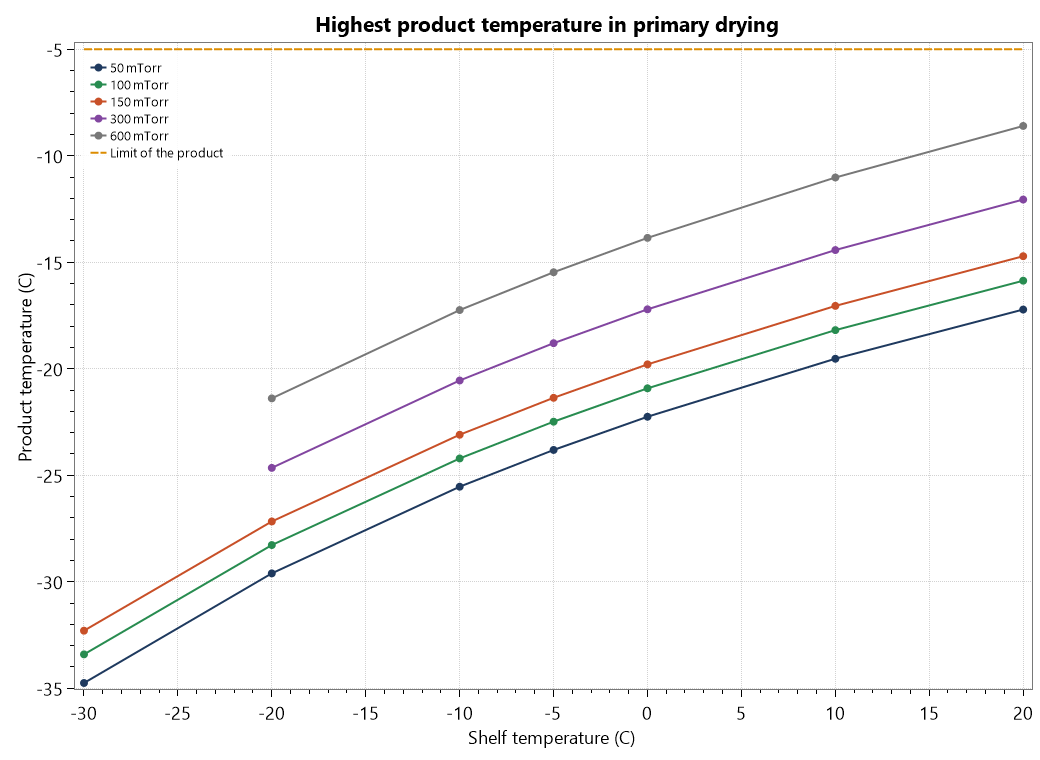 Highest product temperature in primary drying
-5
-10
-15
-20
-25
-30
-35
Product temperature (C)
50 mTorr
100 mTorr
150 mTorr
300 mTorr
600 mTorr
Limit of the product
-30 -25 -20 -15 -10 -5 0 5 10 15 20
Shelf temperature (C)